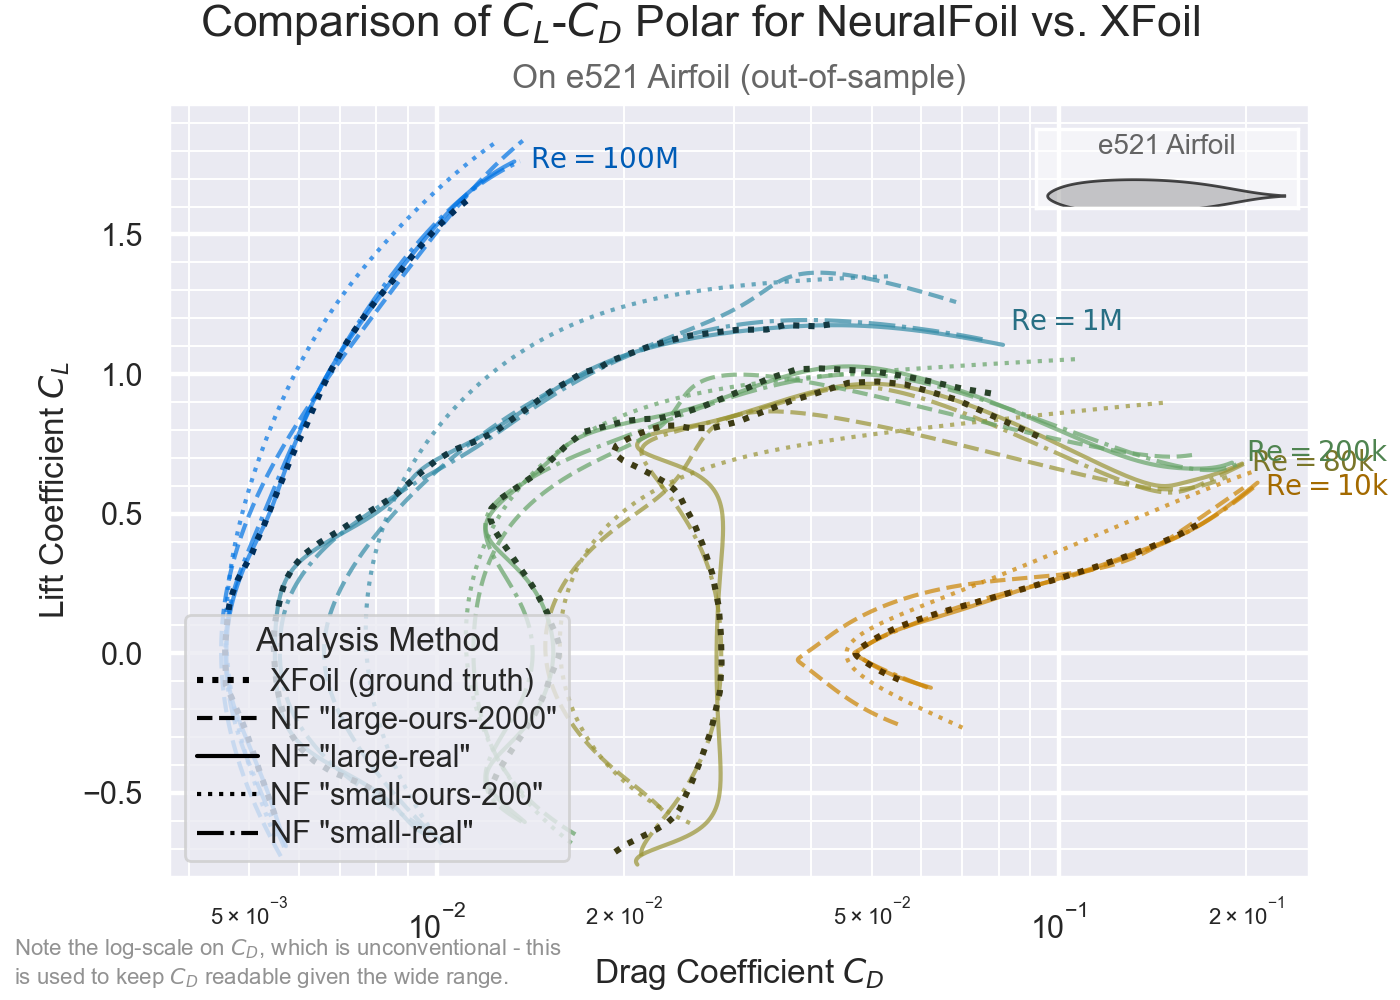 Comparison of C_L-C_D Polar for NeuralFoil vs. XFoil
On e521 Airfoil (out-of-sample)
e521 Airfoil
Re = 100M
Re = 1M
Re = 200k
Re = 80k
Re = 10k
Lift Coefficient C_L
1.5
1.0
0.5
0.0
−0.5
Analysis Method
XFoil (ground truth)
NF "large-ours-2000"
NF "large-real"
NF "small-ours-200"
NF "small-real"
5 × 10⁻³
10⁻²
2 × 10⁻²
5 × 10⁻²
10⁻¹
2 × 10⁻¹
Drag Coefficient C_D
Note the log-scale on C_D, which is unconventional - this
is used to keep C_D readable given the wide range.